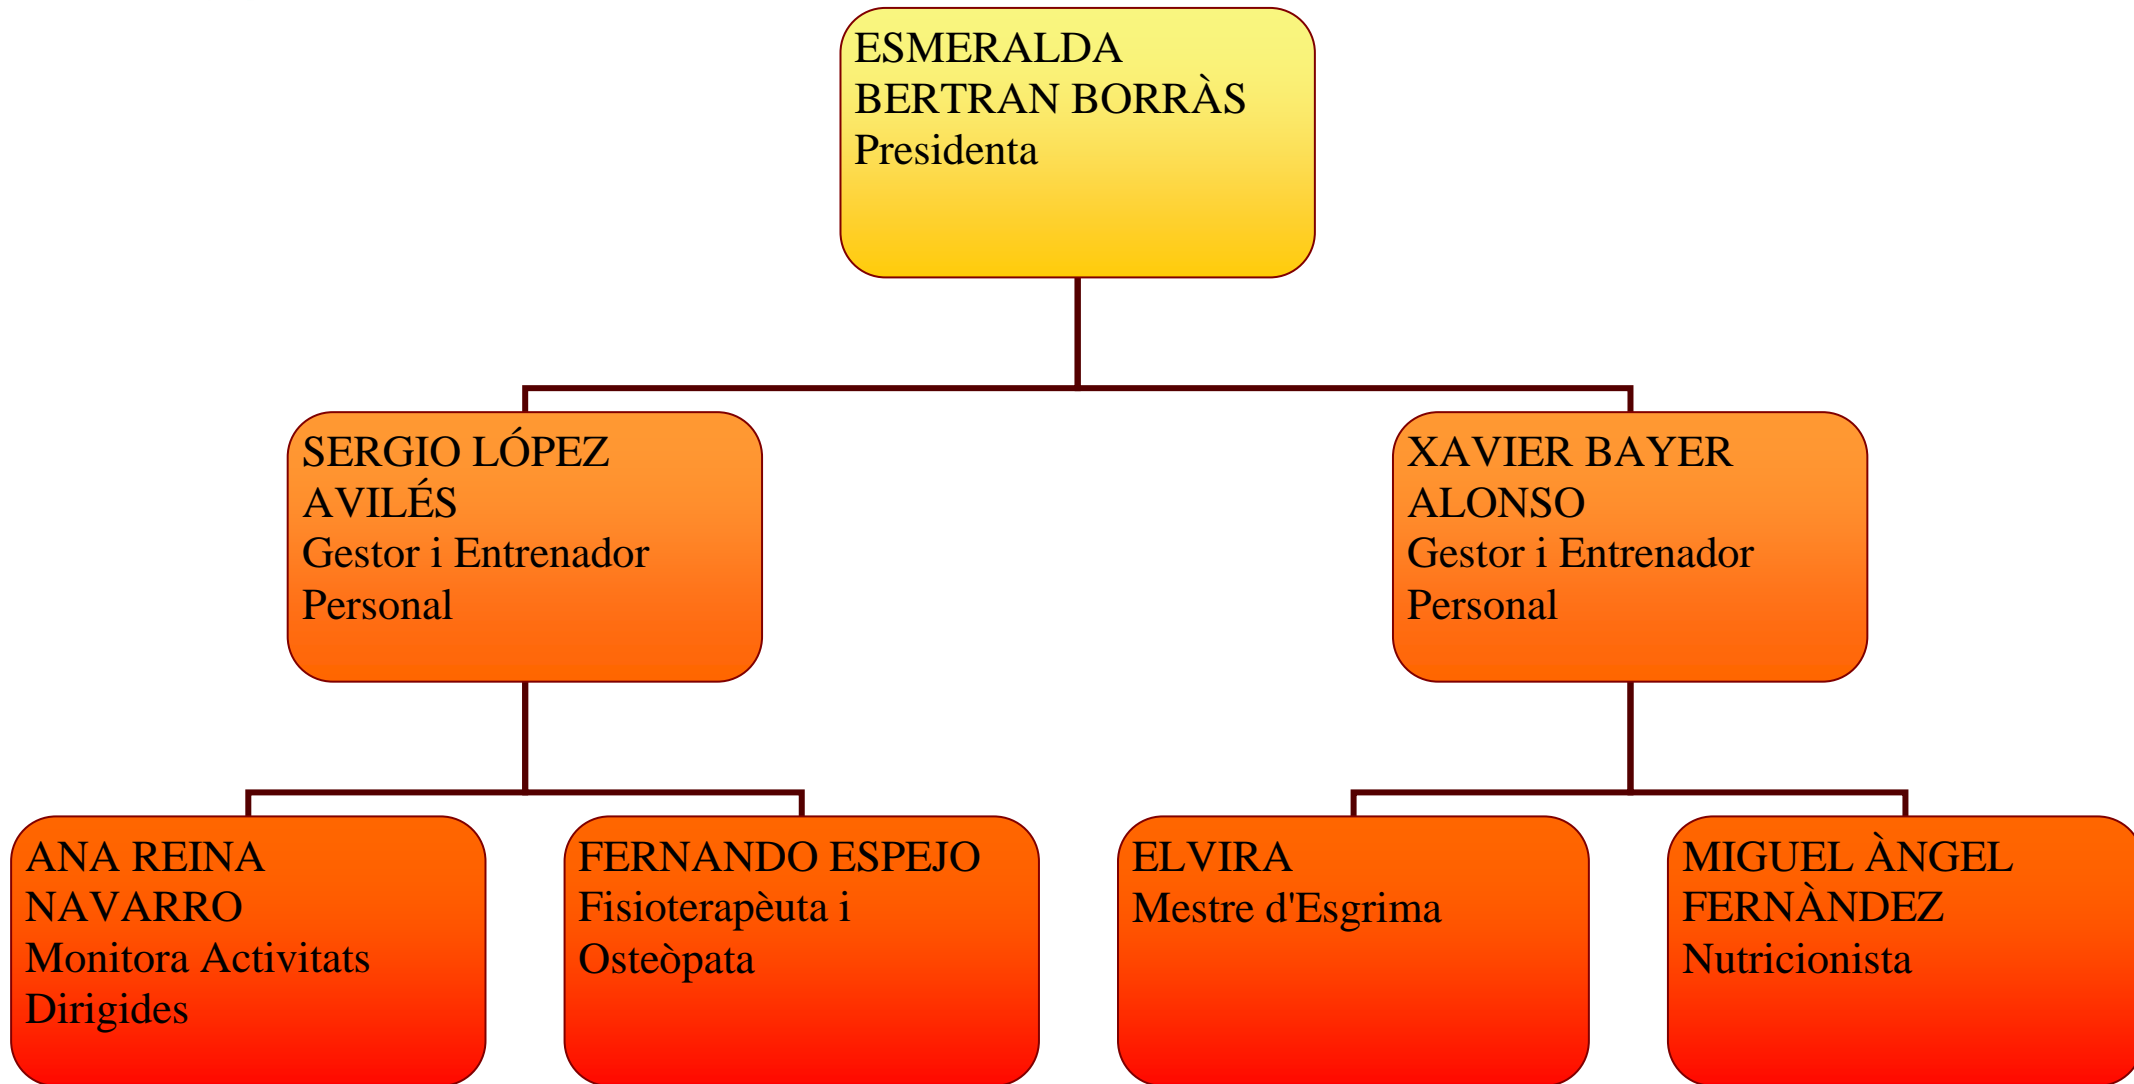 ESMERALDA
BERTRAN BORRÀS
Presidenta
SERGIO LÓPEZ
AVILÉS
Gestor i Entrenador
Personal
XAVIER BAYER
ALONSO
Gestor i Entrenador
Personal
ANA REINA
NAVARRO
Monitora Activitats
Dirigides
FERNANDO ESPEJO
Fisioterapèuta i
Osteòpata
ELVIRA
Mestre d'Esgrima
MIGUEL ÀNGEL
FERNÀNDEZ
Nutricionista